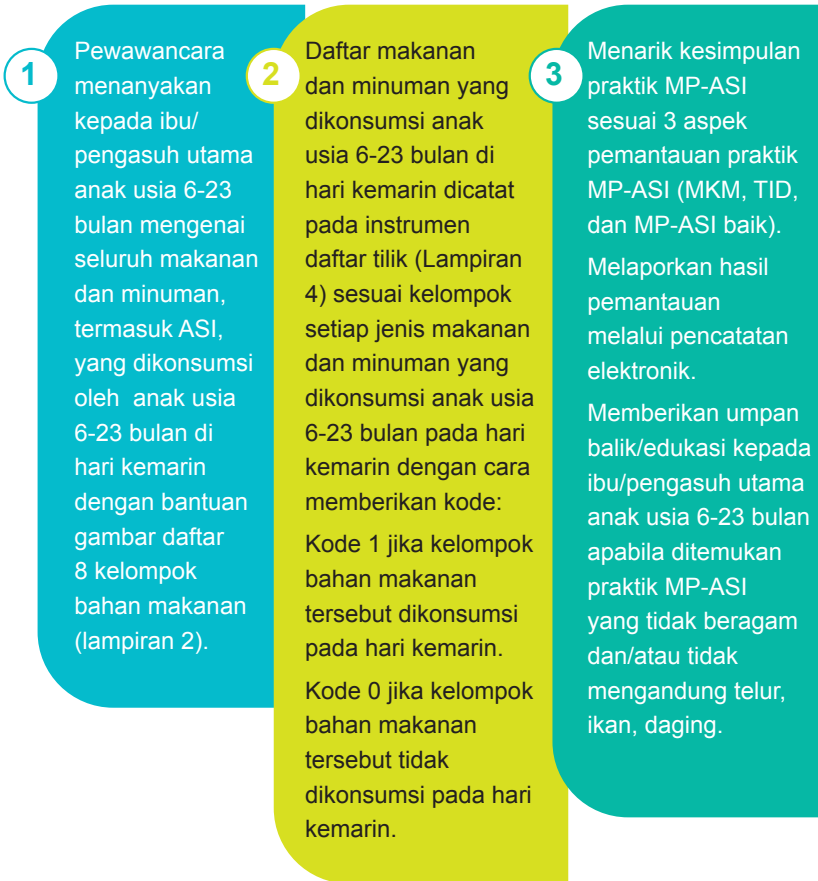 1
Pewawancara
menanyakan
kepada ibu/
pengasuh utama
anak usia 6-23
bulan mengenai
seluruh makanan
dan minuman,
termasuk ASI,
yang dikonsumsi
oleh anak usia
6-23 bulan di
hari kemarin
dengan bantuan
gambar daftar
8 kelompok
bahan makanan
(lampiran 2).
2
Daftar makanan
dan minuman yang
dikonsumsi anak
usia 6-23 bulan di
hari kemarin dicatat
pada instrumen
daftar tilik (Lampiran
4) sesuai kelompok
setiap jenis makanan
dan minuman yang
dikonsumsi anak usia
6-23 bulan pada hari
kemarin dengan cara
memberikan kode:
Kode 1 jika kelompok
bahan makanan
tersebut dikonsumsi
pada hari kemarin.
Kode 0 jika kelompok
bahan makanan
tersebut tidak
dikonsumsi pada hari
kemarin.
3
Menarik kesimpulan
praktik MP-ASI
sesuai 3 aspek
pemantauan praktik
MP-ASI (MKM, TID,
dan MP-ASI baik).
Melaporkan hasil
pemantauan
melalui pencatatan
elektronik.
Memberikan umpan
balik/edukasi kepada
ibu/pengasuh utama
anak usia 6-23 bulan
apabila ditemukan
praktik MP-ASI
yang tidak beragam
dan/atau tidak
mengandung telur,
ikan, daging.